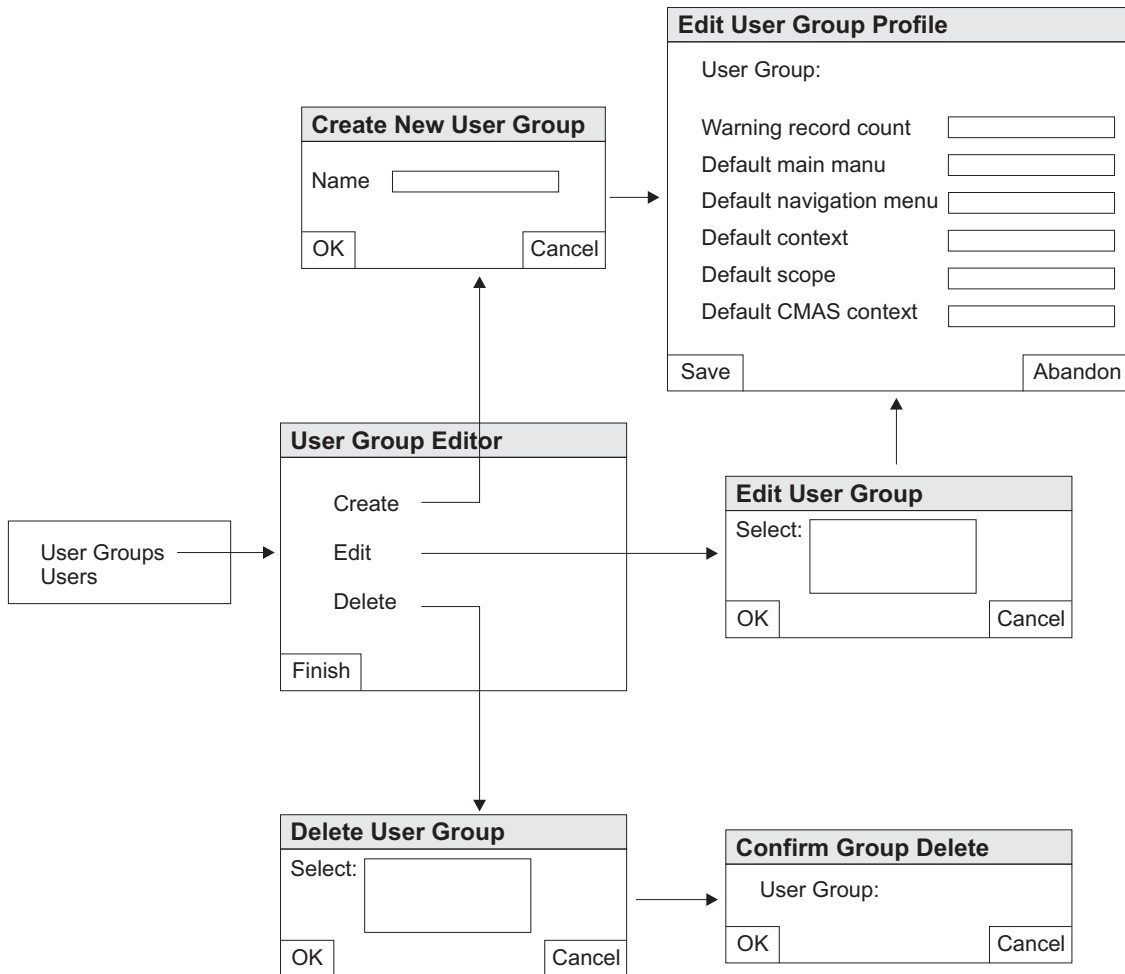 Edit User Group Profile
User Group:
Warning record count
Default main manu
Default navigation menu
Default context
Default scope
Default CMAS context
Save
Abandon
Create New User Group
Name
OK
Cancel
User Group Editor
Create
Edit
Delete
Finish
User Groups
Users
Edit User Group
Select:
OK
Cancel
Delete User Group
Select:
OK
Cancel
Confirm Group Delete
User Group:
OK
Cancel